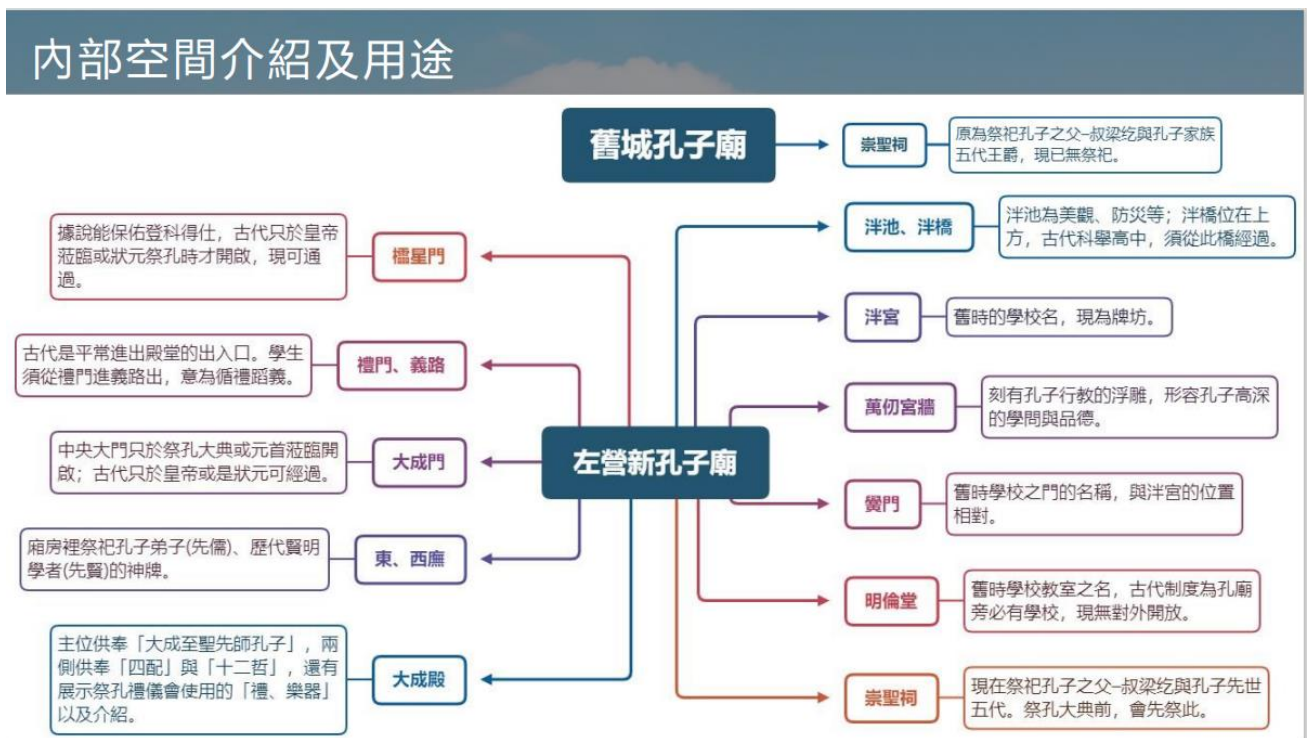 內部空間介紹及用途
舊城孔子廟
崇聖祠
原為祭祀孔子之父–叔梁紇與孔子家族
五代王爵，現已無祭祀。
左營新孔子廟
欞星門
據說能保佑登科得仕，古代只於皇帝
蒞臨或狀元祭孔時才開啟，現可通
過。
禮門、義路
古代是平常進出殿堂的出入口。學生
須從禮門進義路出，意為循禮蹈義。
大成門
中央大門只於祭孔大典或元首蒞臨開
啟；古代只於皇帝或是狀元可經過。
東、西廡
廂房裡祭祀孔子弟子(先儒)、歷代賢明
學者(先賢)的神牌。
大成殿
主位供奉「大成至聖先師孔子」，兩
側供奉「四配」與「十二哲」，還有
展示祭孔禮儀會使用的「禮、樂器」
以及介紹。
泮池、泮橋
泮池為美觀、防災等；泮橋位在上
方，古代科舉高中，須從此橋經過。
泮宮
舊時的學校名，現為牌坊。
萬仞宮牆
刻有孔子行教的浮雕，形容孔子高深
的學問與品德。
黌門
舊時學校之門的名稱，與泮宮的位置
相對。
明倫堂
舊時學校教室之名，古代制度為孔廟
旁必有學校，現無對外開放。
崇聖祠
現在祭祀孔子之父–叔梁紇與孔子先世
五代。祭孔大典前，會先祭此。